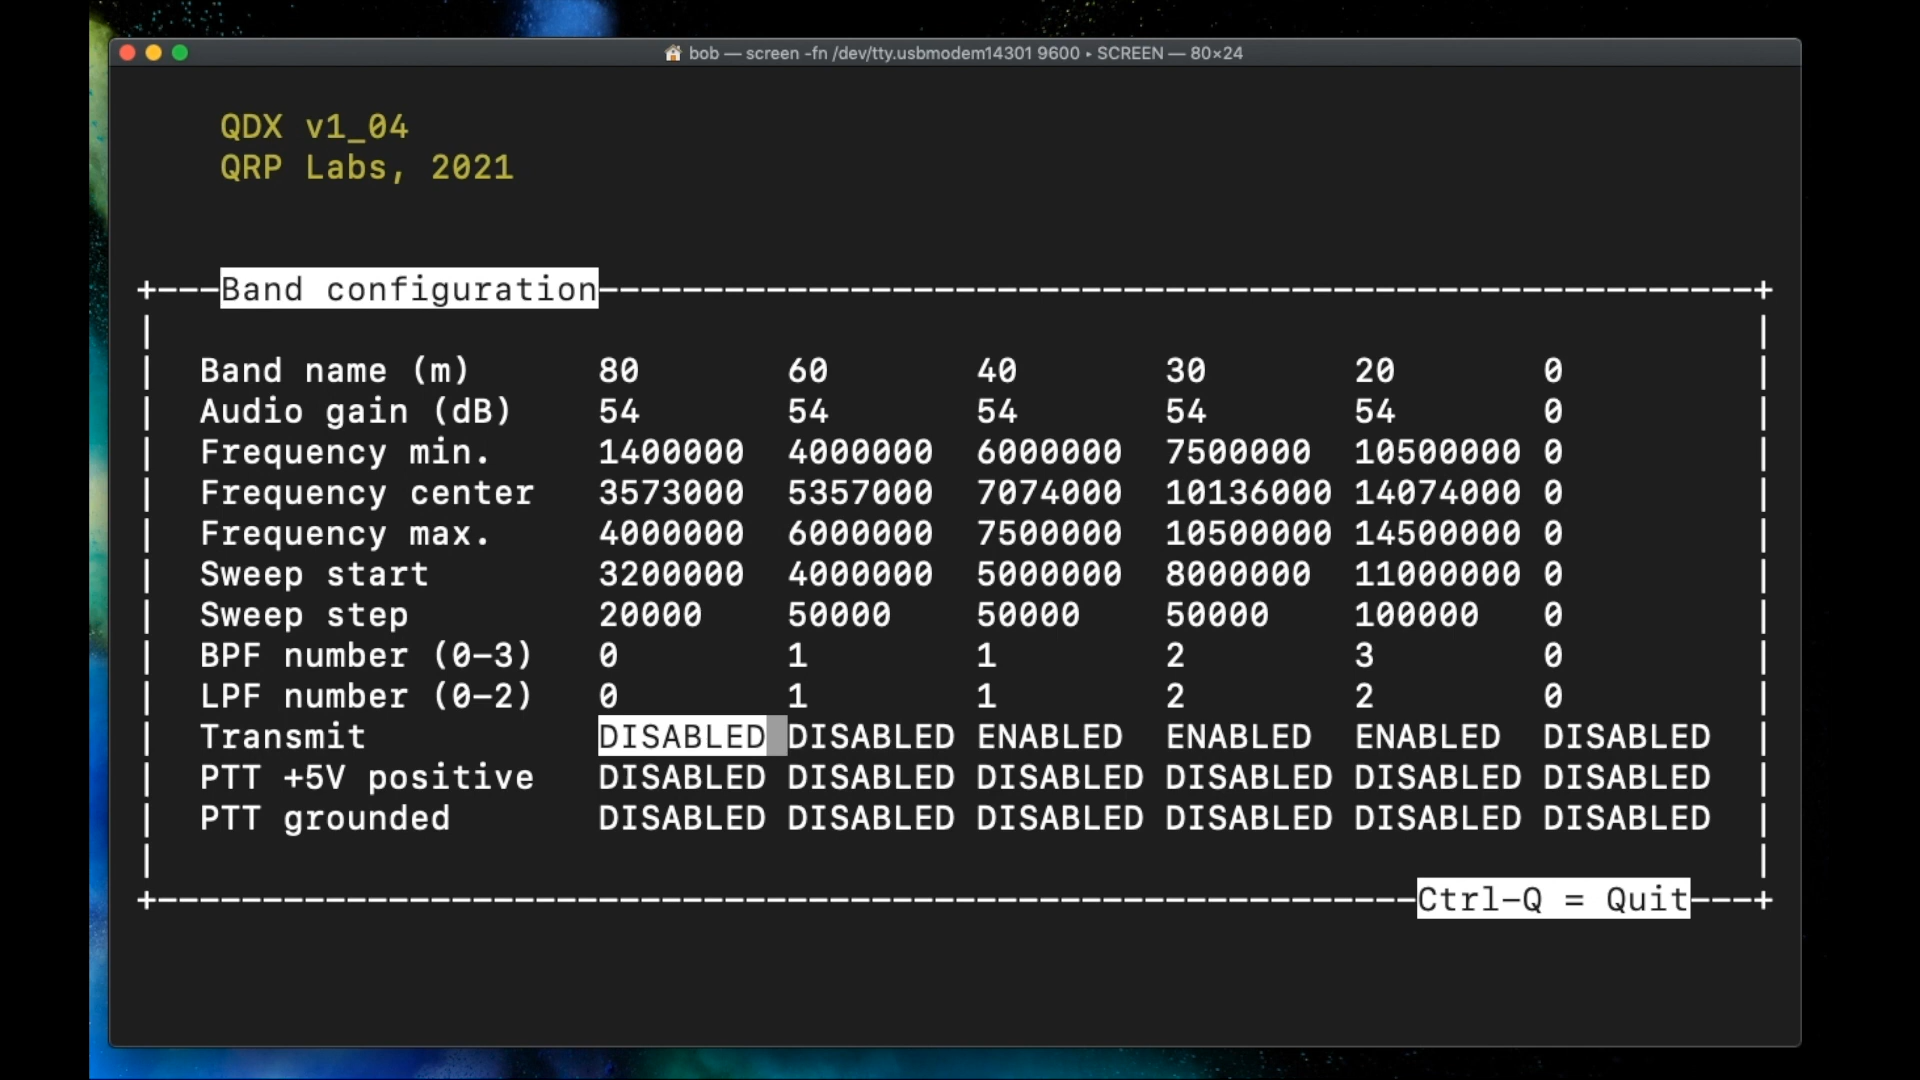 bob — screen -fn /dev/tty.usbmodem14301 9600 ▸ SCREEN — 80×24
QDX v1_04
QRP Labs, 2021
Band configuration
Band name (m) 80 60 40 30 20 0
Audio gain (dB) 54 54 54 54 54 0
Frequency min. 1400000 4000000 6000000 7500000 10500000 0
Frequency center 3573000 5357000 7074000 10136000 14074000 0
Frequency max. 4000000 6000000 7500000 10500000 14500000 0
Sweep start 3200000 4000000 5000000 8000000 11000000 0
Sweep step 20000 50000 50000 50000 100000 0
BPF number (0-3) 0 1 1 2 3 0
LPF number (0-2) 0 1 1 2 2 0
Transmit DISABLED DISABLED ENABLED ENABLED ENABLED DISABLED
PTT +5V positive DISABLED DISABLED DISABLED DISABLED DISABLED DISABLED
PTT grounded DISABLED DISABLED DISABLED DISABLED DISABLED DISABLED
Ctrl-Q = Quit